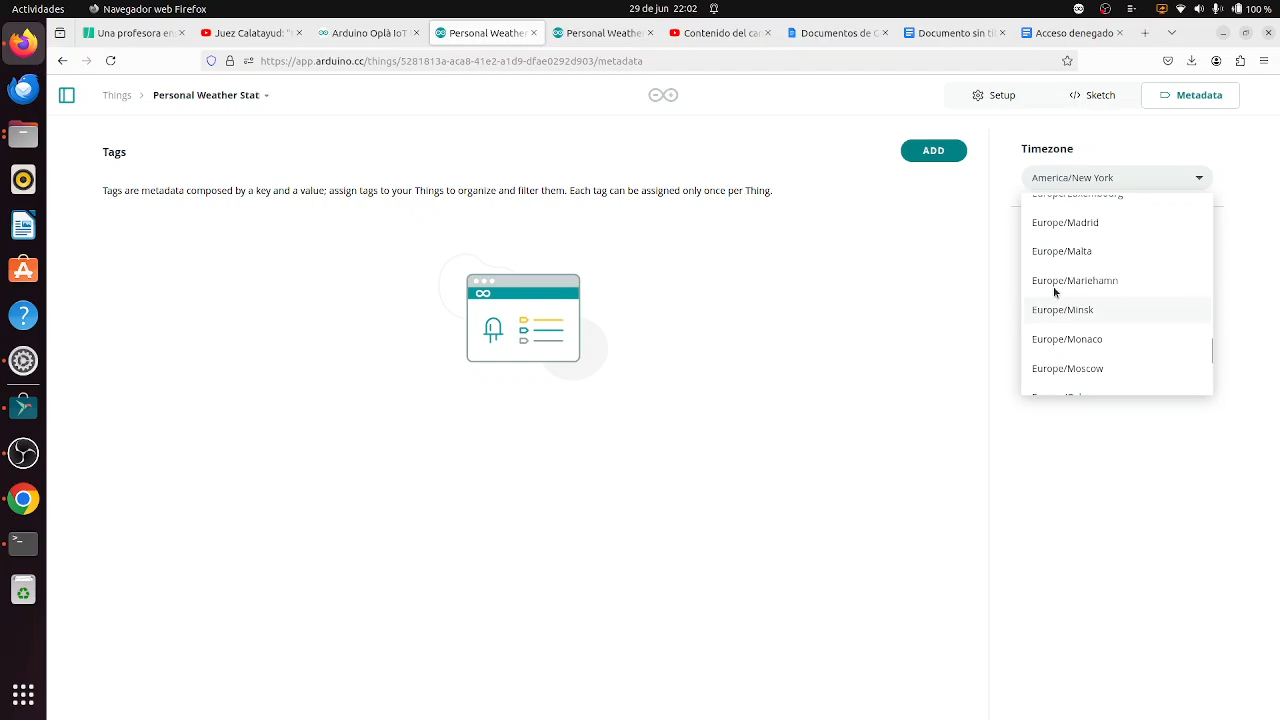 Actividades
Navegador web Firefox
29 de jun 22:02
100 %
Una profesora en
Juez Calatayud: "
Arduino Oplà IoT
Personal Weather
Personal Weather
Contenido del car
Documentos de C
Documento sin tí
Acceso denegado
https://app.arduino.cc/things/5281813a-aca8-41e2-a1d9-dfae0292d903/metadata
Things > Personal Weather Stat
Setup
</> Sketch
Metadata
Tags
ADD
Tags are metadata composed by a key and a value; assign tags to your Things to organize and filter them. Each tag can be assigned only once per Thing.
Timezone
America/New York
Europe/Luxembourg
Europe/Madrid
Europe/Malta
Europe/Mariehamn
Europe/Minsk
Europe/Monaco
Europe/Moscow